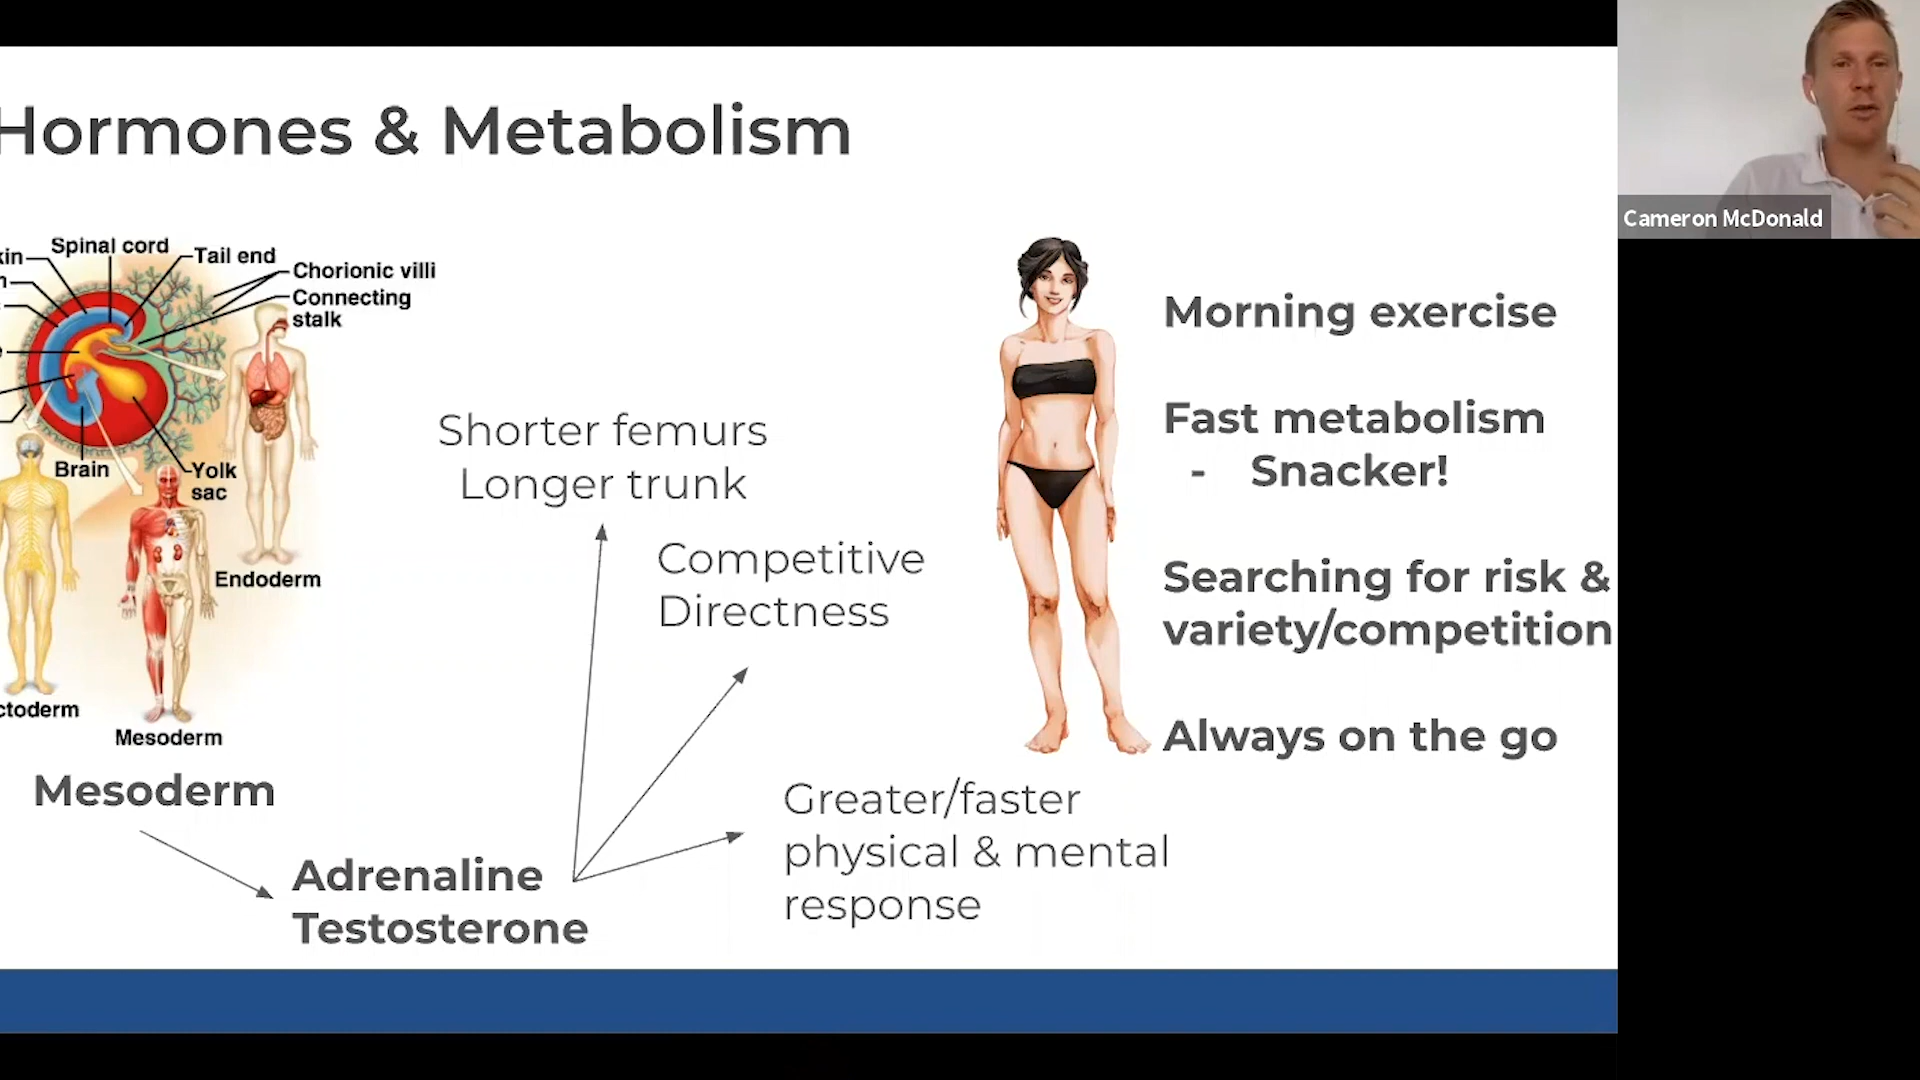 Hormones & Metabolism
Cameron McDonald
kin
Spinal cord
Tail end
Chorionic villi
Connecting
stalk
Brain
Yolk
sac
Endoderm
ctoderm
Mesoderm
Mesoderm
Adrenaline
Testosterone
Shorter femurs
Longer trunk
Competitive
Directness
Greater/faster
physical & mental
response
Morning exercise
Fast metabolism
- Snacker!
Searching for risk &
variety/competition
Always on the go